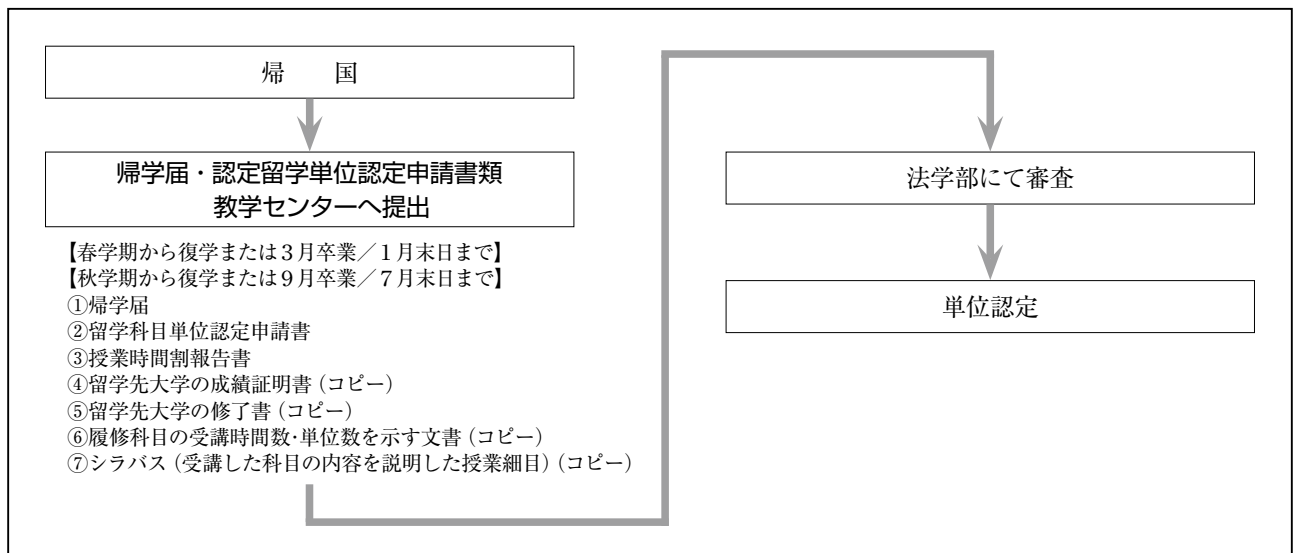 帰　　国
帰学届・認定留学単位認定申請書類
教学センターへ提出
【春学期から復学または３月卒業／１月末日まで】
【秋学期から復学または９月卒業／７月末日まで】
①帰学届
②留学科目単位認定申請書
③授業時間割報告書
④留学先大学の成績証明書（コピー）
⑤留学先大学の修了書（コピー）
⑥履修科目の受講時間数・単位数を示す文書（コピー）
⑦シラバス（受講した科目の内容を説明した授業細目）（コピー）
法学部にて審査
単位認定